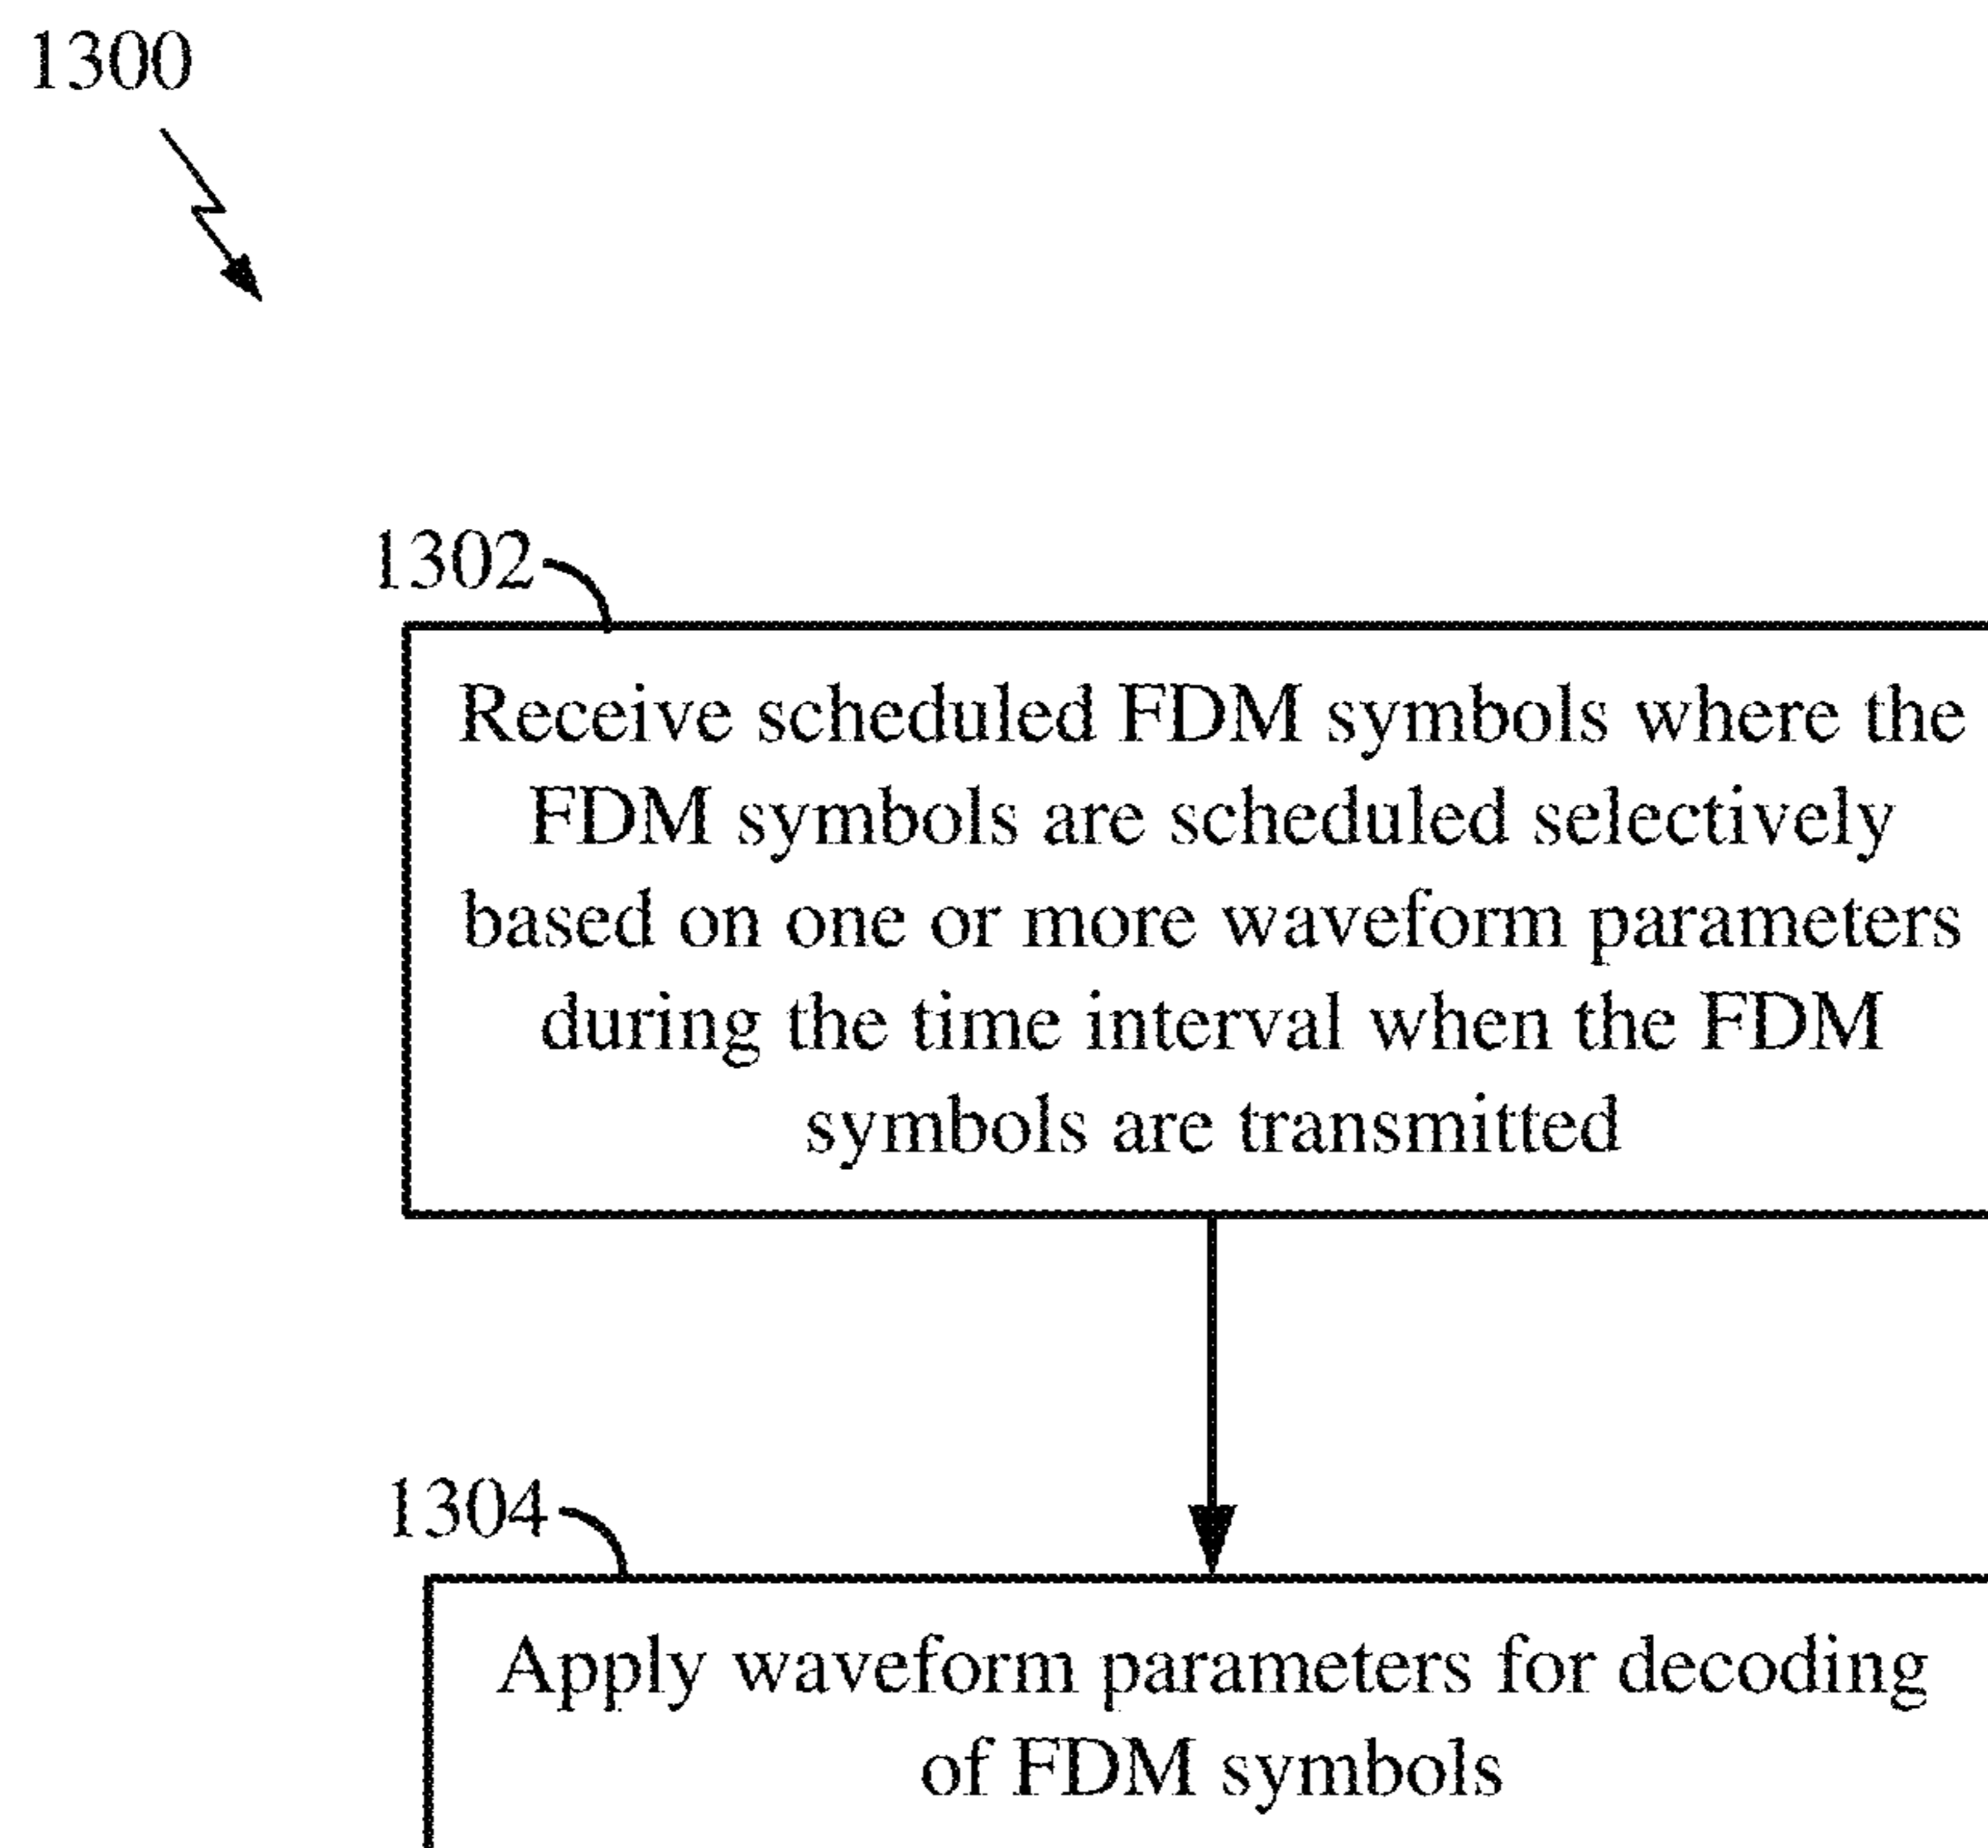 1300
1302
Receive scheduled FDM symbols where the
FDM symbols are scheduled selectively
based on one or more waveform parameters
during the time interval when the FDM
symbols are transmitted
1304
Apply waveform parameters for decoding
of FDM symbols